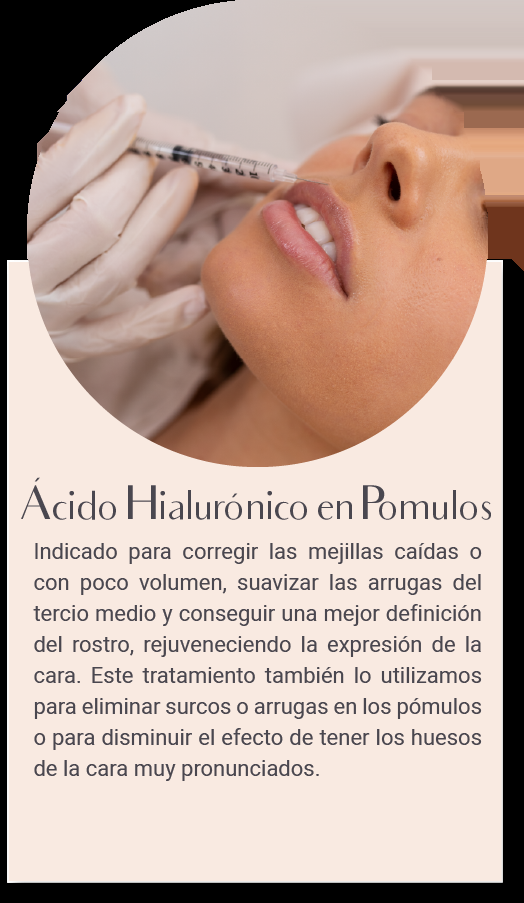 Ácido Hialurónico en Pomulos
Indicado para corregir las mejillas caídas o
con poco volumen, suavizar las arrugas del
tercio medio y conseguir una mejor definición
del rostro, rejuveneciendo la expresión de la
cara. Este tratamiento también lo utilizamos
para eliminar surcos o arrugas en los pómulos
o para disminuir el efecto de tener los huesos
de la cara muy pronunciados.